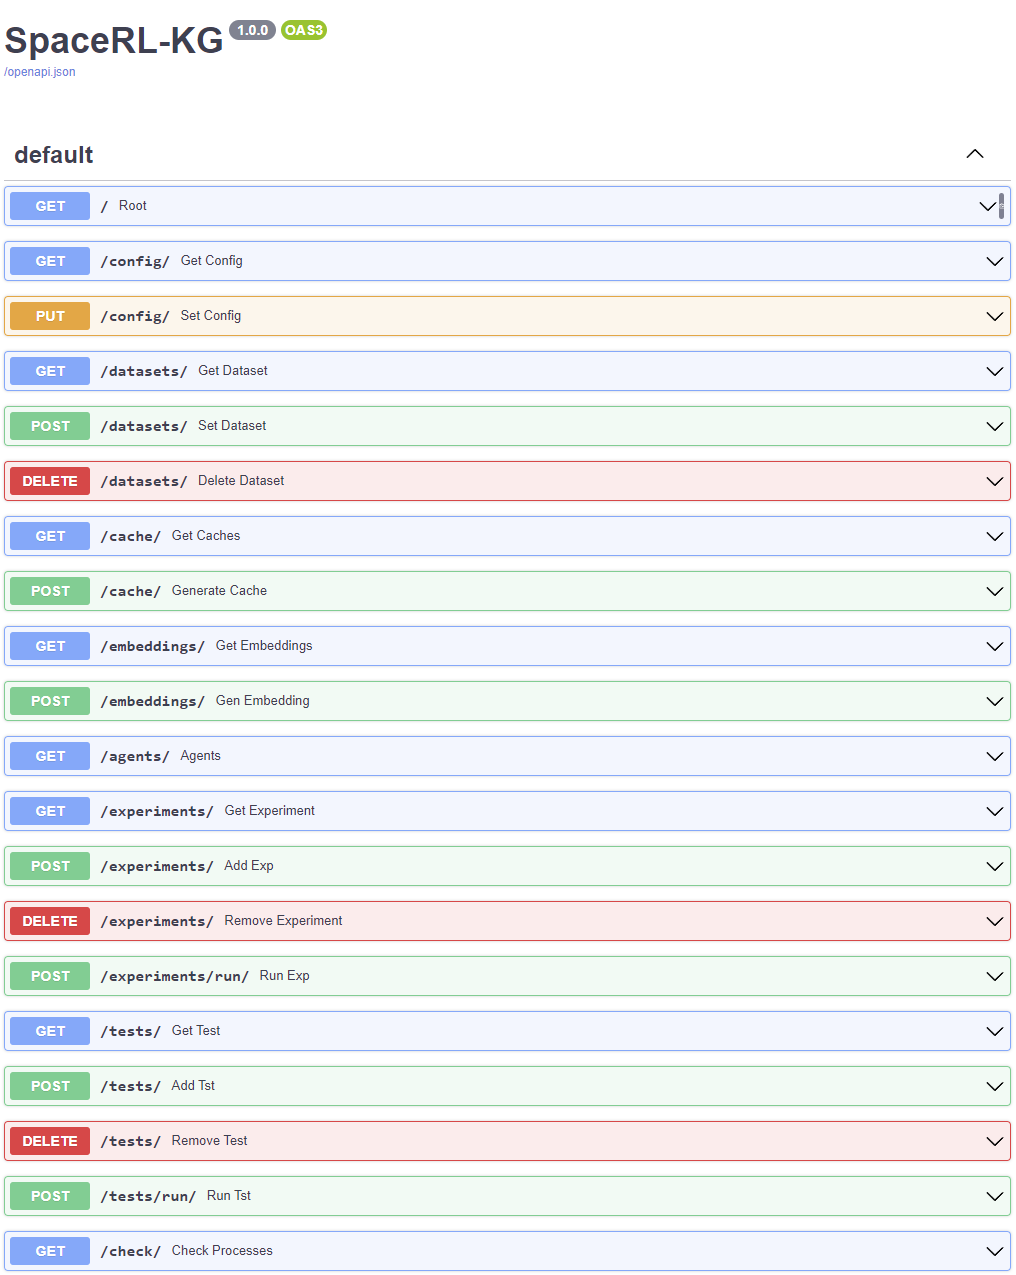 SpaceRL-KG 1.0.0 OAS3
/openapi.json
default
GET / Root
GET /config/ Get Config
PUT /config/ Set Config
GET /datasets/ Get Dataset
POST /datasets/ Set Dataset
DELETE /datasets/ Delete Dataset
GET /cache/ Get Caches
POST /cache/ Generate Cache
GET /embeddings/ Get Embeddings
POST /embeddings/ Gen Embedding
GET /agents/ Agents
GET /experiments/ Get Experiment
POST /experiments/ Add Exp
DELETE /experiments/ Remove Experiment
POST /experiments/run/ Run Exp
GET /tests/ Get Test
POST /tests/ Add Tst
DELETE /tests/ Remove Test
POST /tests/run/ Run Tst
GET /check/ Check Processes